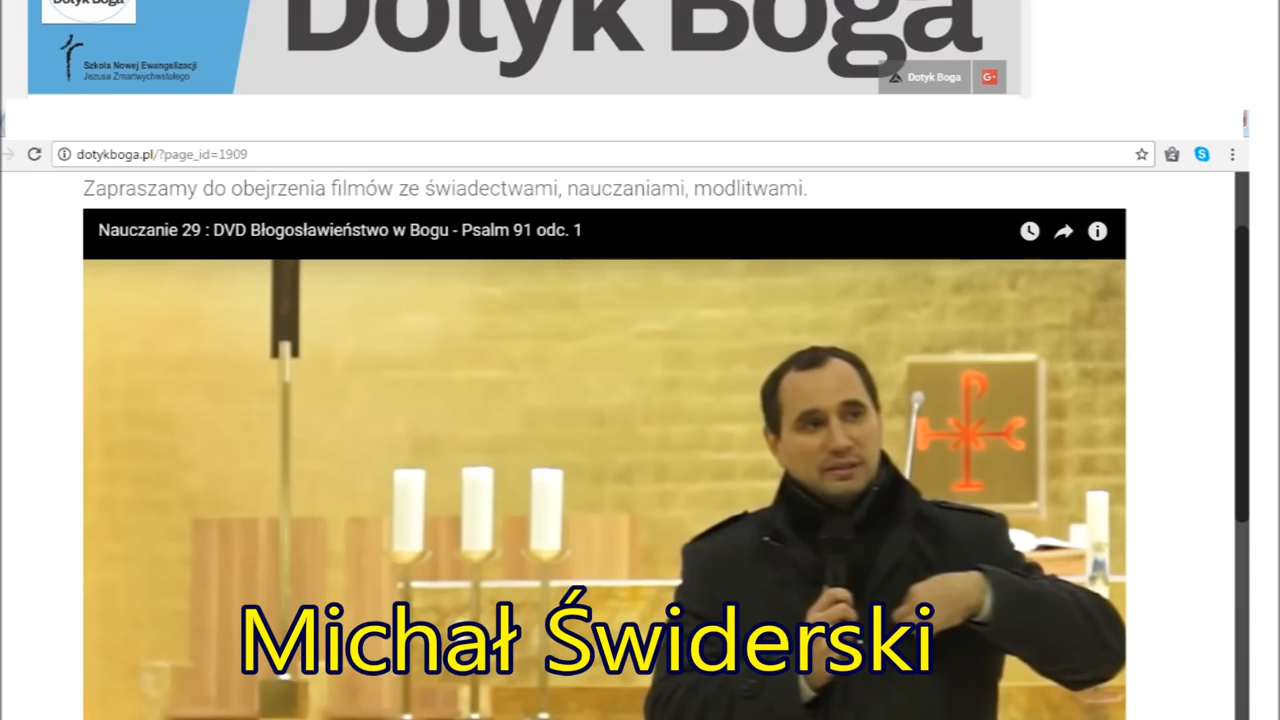 Dotyk Boga
Dotyk Boga
Szkoła Nowej Ewangelizacji
Jezusa Zmartwychwstałego
Dotyk Boga G+
dotykboga.pl/?page_id=1909
Zapraszamy do obejrzenia filmów ze świadectwami, nauczaniami, modlitwami.
Nauczanie 29 : DVD Błogosławieństwo w Bogu - Psalm 91 odc. 1
Michał Świderski